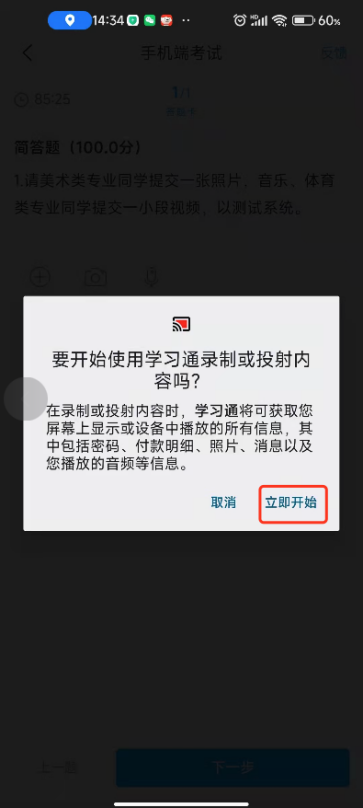 14:34 HD 60%
手机端考试 反馈
85:25 1/1
答题卡
简答题（100.0分）
1.请美术类专业同学提交一张照片，音乐，体育
类专业同学提交一小段视频，以测试系统。
要开始使用学习通录制或投射内
容吗？
在录制或投射内容时，学习通将可获取您
屏幕上显示或设备中播放的所有信息，其
中包括密码、付款明细、照片、消息以及
您播放的音频等信息。
取消 立即开始
上一题 下一步